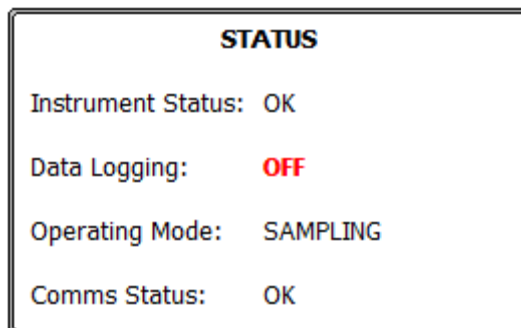 STATUS
Instrument Status: OK
Data Logging: OFF
Operating Mode: SAMPLING
Comms Status: OK